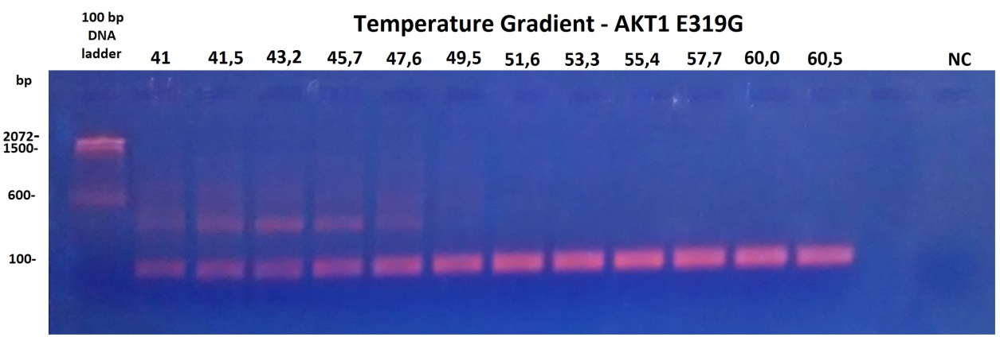 100 bp
DNA
ladder
Temperature Gradient - AKT1 E319G
41 41,5 43,2 45,7 47,6 49,5 51,6 53,3 55,4 57,7 60,0 60,5 NC
bp
2072-
1500-
600-
100-